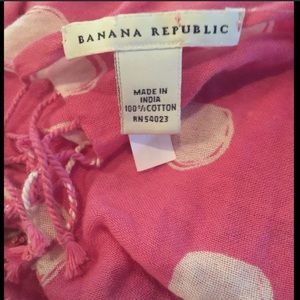 BANANA REPUBLIC
MADE IN
INDIA
100% COTTON
RN54023